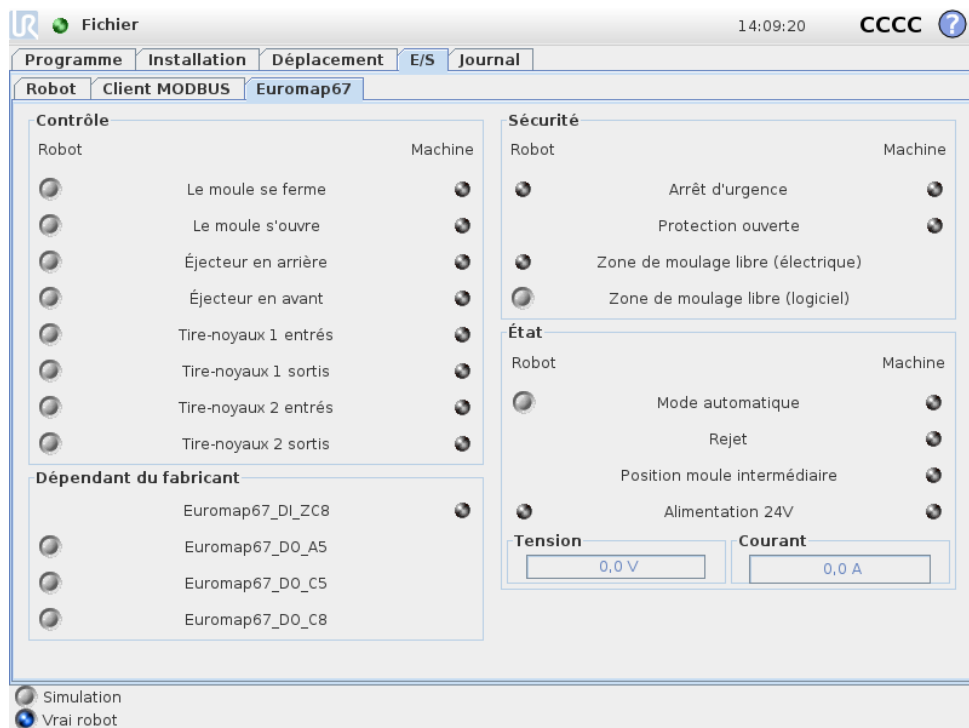 UR Fichier 14:09:20 CCCC ?
Programme Installation Déplacement E/S Journal
Robot Client MODBUS Euromap67
Contrôle
Robot Machine
Le moule se ferme
Le moule s'ouvre
Éjecteur en arrière
Éjecteur en avant
Tire-noyaux 1 entrés
Tire-noyaux 1 sortis
Tire-noyaux 2 entrés
Tire-noyaux 2 sortis
Dépendant du fabricant
Euromap67_DI_ZC8
Euromap67_DO_A5
Euromap67_DO_C5
Euromap67_DO_C8
Sécurité
Robot Machine
Arrêt d'urgence
Protection ouverte
Zone de moulage libre (électrique)
Zone de moulage libre (logiciel)
État
Robot Machine
Mode automatique
Rejet
Position moule intermédiaire
Alimentation 24V
Tension Courant
0,0 V 0,0 A
Simulation
Vrai robot